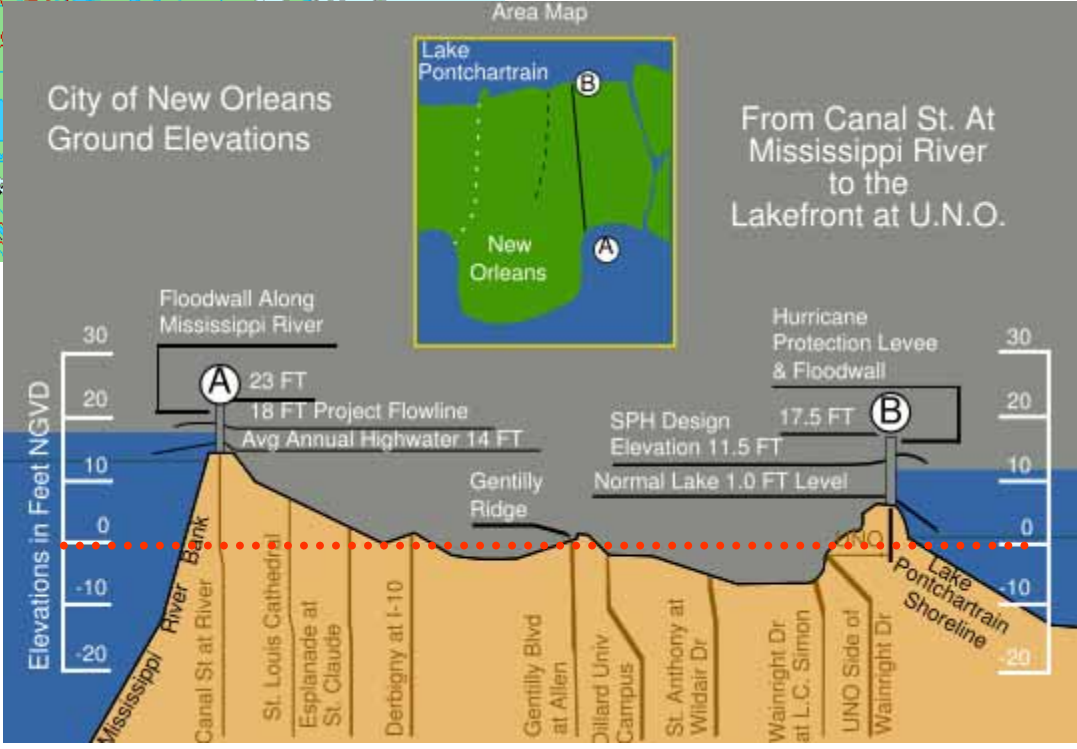 Area Map
City of New Orleans
Ground Elevations
Lake
Pontchartrain
B
A
New
Orleans
From Canal St. At
Mississippi River
to the
Lakefront at U.N.O.
Floodwall Along
Mississippi River
A
23 FT
18 FT Project Flowline
Avg Annual Highwater 14 FT
Gentilly
Ridge
Hurricane
Protection Levee
& Floodwall
17.5 FT
B
SPH Design
Elevation 11.5 FT
Normal Lake 1.0 FT Level
Elevations in Feet NGVD
30
20
10
0
-10
-20
30
20
10
0
-10
-20
Mississippi River Bank
Canal St at River
St. Louis Cathedral
Esplanade at
St. Claude
Derbigny at I-10
Gentilly Blvd
at Allen
Dillard Univ
Campus
St. Anthony at
Wildair Dr
Wainright Dr
at L.C. Simon
UNO Side of
Wainright Dr
UNO
Lake
Pontchartrain
Shoreline